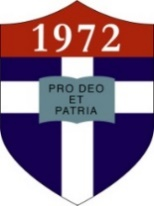 1972
PRO DEO
ET
PATRIA